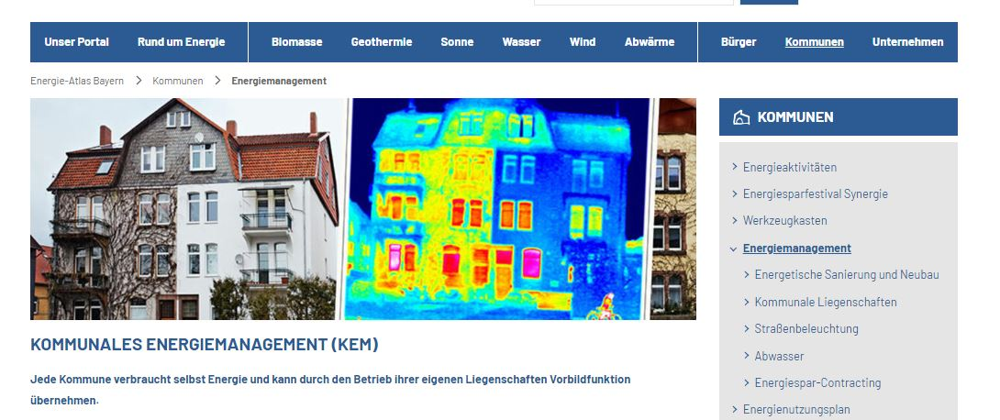 Unser Portal Rund um Energie Biomasse Geothermie Sonne Wasser Wind Abwärme Bürger Kommunen Unternehmen
Energie-Atlas Bayern > Kommunen > Energiemanagement
KOMMUNALES ENERGIEMANAGEMENT (KEM)
Jede Kommune verbraucht selbst Energie und kann durch den Betrieb ihrer eigenen Liegenschaften Vorbildfunktion
übernehmen.
KOMMUNEN
Energieaktivitäten
Energiesparfestival Synergie
Werkzeugkasten
Energiemanagement
Energetische Sanierung und Neubau
Kommunale Liegenschaften
Straßenbeleuchtung
Abwasser
Energiespar-Contracting
Energienutzungsplan